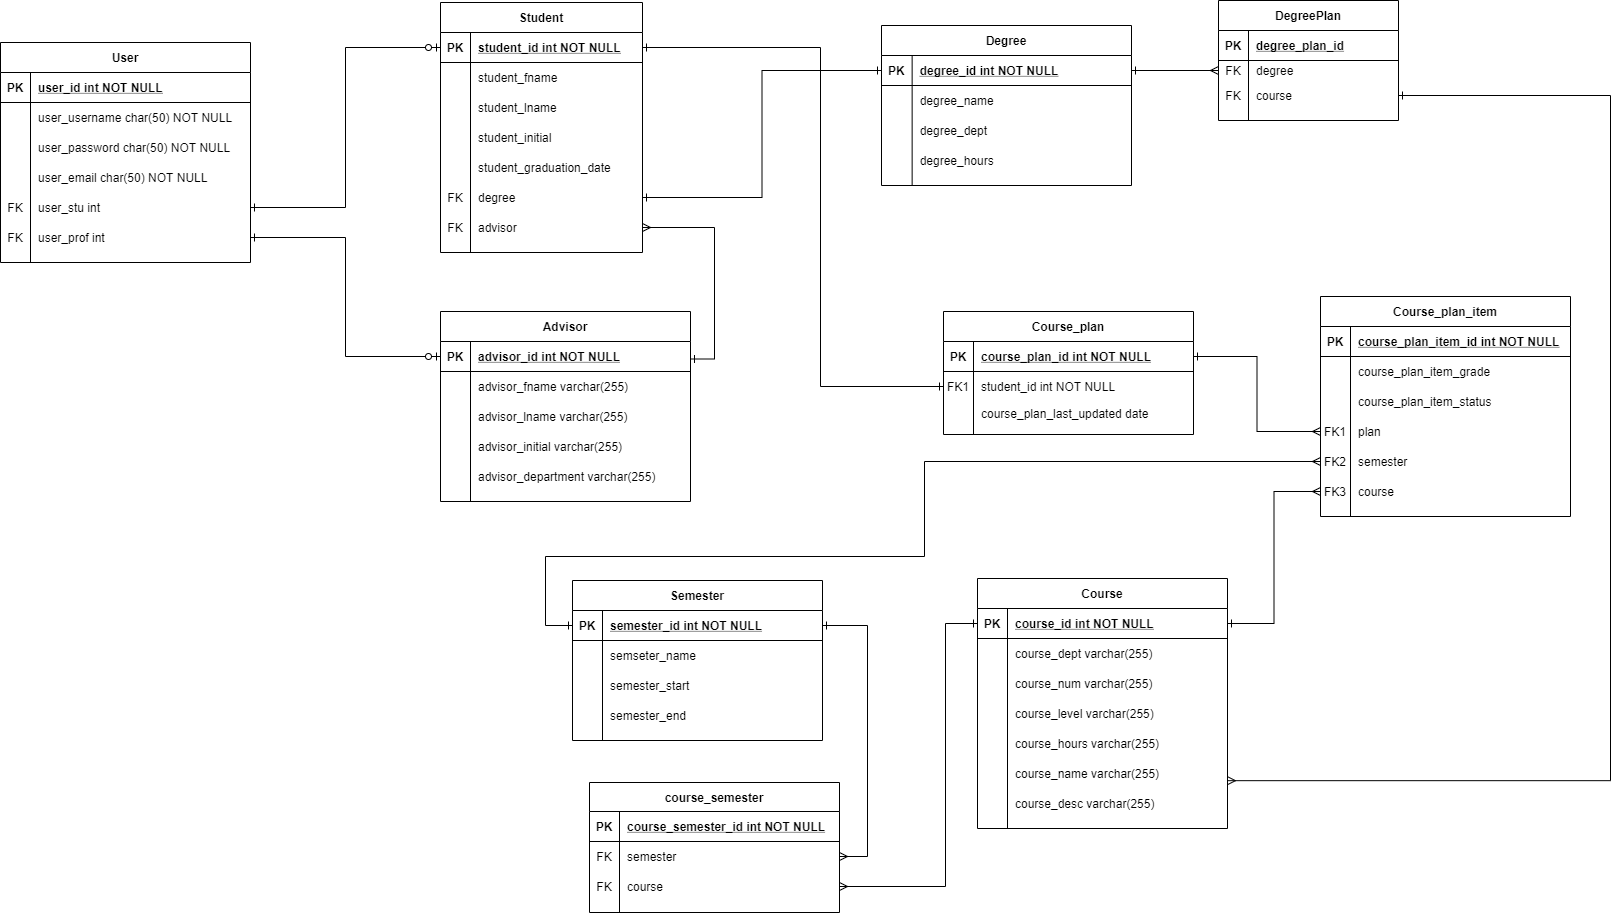 User
PK user_id int NOT NULL
user_username char(50) NOT NULL
user_password char(50) NOT NULL
user_email char(50) NOT NULL
FK user_stu int
FK user_prof int
Student
PK student_id int NOT NULL
student_fname
student_lname
student_initial
student_graduation_date
FK degree
FK advisor
Degree
PK degree_id int NOT NULL
degree_name
degree_dept
degree_hours
DegreePlan
PK degree_plan_id
FK degree
FK course
Advisor
PK advisor_id int NOT NULL
advisor_fname varchar(255)
advisor_lname varchar(255)
advisor_initial varchar(255)
advisor_department varchar(255)
Course_plan
PK course_plan_id int NOT NULL
FK1 student_id int NOT NULL
course_plan_last_updated date
Course_plan_item
PK course_plan_item_id int NOT NULL
course_plan_item_grade
course_plan_item_status
FK1 plan
FK2 semester
FK3 course
Semester
PK semester_id int NOT NULL
semseter_name
semester_start
semester_end
Course
PK course_id int NOT NULL
course_dept varchar(255)
course_num varchar(255)
course_level varchar(255)
course_hours varchar(255)
course_name varchar(255)
course_desc varchar(255)
course_semester
PK course_semester_id int NOT NULL
FK semester
FK course